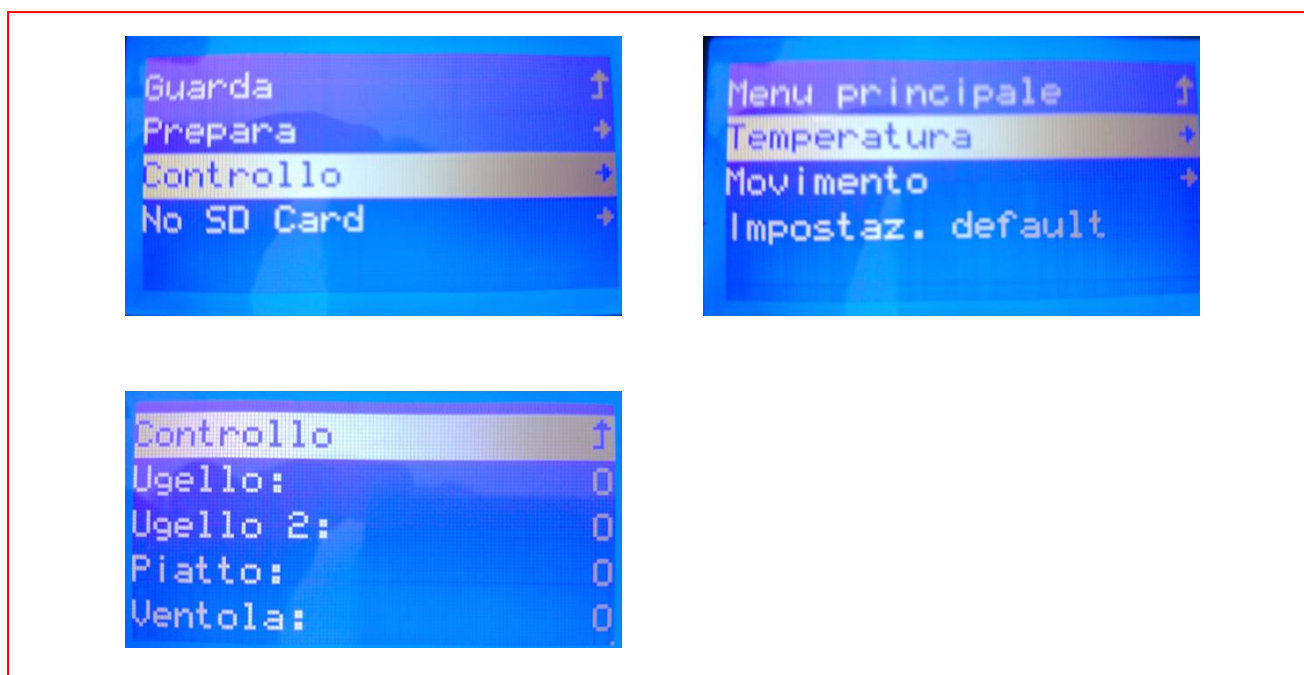 Guarda
Prepara
Controllo
No SD Card
Menu principale
Temperatura
Movimento
Impostaz. default
Controllo
Ugello: 0
Ugello 2: 0
Piatto: 0
Ventola: 0